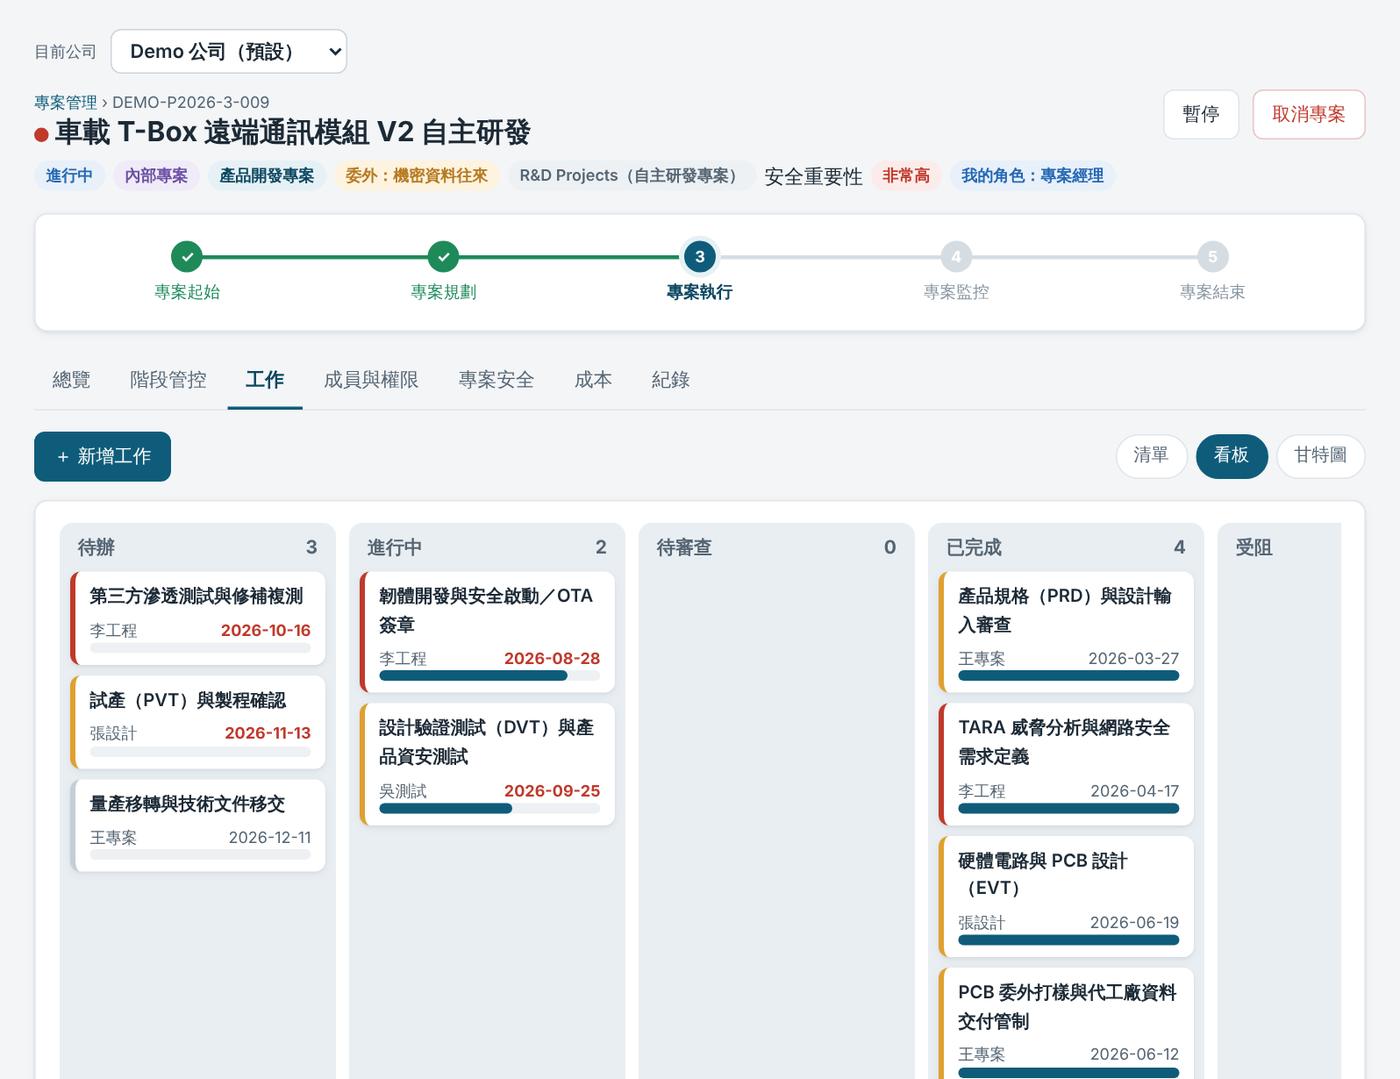 目前公司 Demo 公司（預設）
專案管理 › DEMO-P2026-3-009
車載 T-Box 遠端通訊模組 V2 自主研發
暫停
取消專案
進行中 內部專案 產品開發專案 委外：機密資料往來 R&D Projects（自主研發專案） 安全重要性 非常高 我的角色：專案經理
3 4 5
專案起始 專案規劃 專案執行 專案監控 專案結束
總覽 階段管控 工作 成員與權限 專案安全 成本 紀錄
＋ 新增工作
清單 看板 甘特圖
待辦 3
第三方滲透測試與修補複測
李工程 2026-10-16
試產（PVT）與製程確認
張設計 2026-11-13
量產移轉與技術文件移交
王專案 2026-12-11
進行中 2
韌體開發與安全啟動／OTA
簽章
李工程 2026-08-28
設計驗證測試（DVT）與產
品資安測試
吳測試 2026-09-25
待審查 0
已完成 4
產品規格（PRD）與設計輸
入審查
王專案 2026-03-27
TARA 威脅分析與網路安全
需求定義
李工程 2026-04-17
硬體電路與 PCB 設計
（EVT）
張設計 2026-06-19
PCB 委外打樣與代工廠資料
交付管制
王專案 2026-06-12
受阻